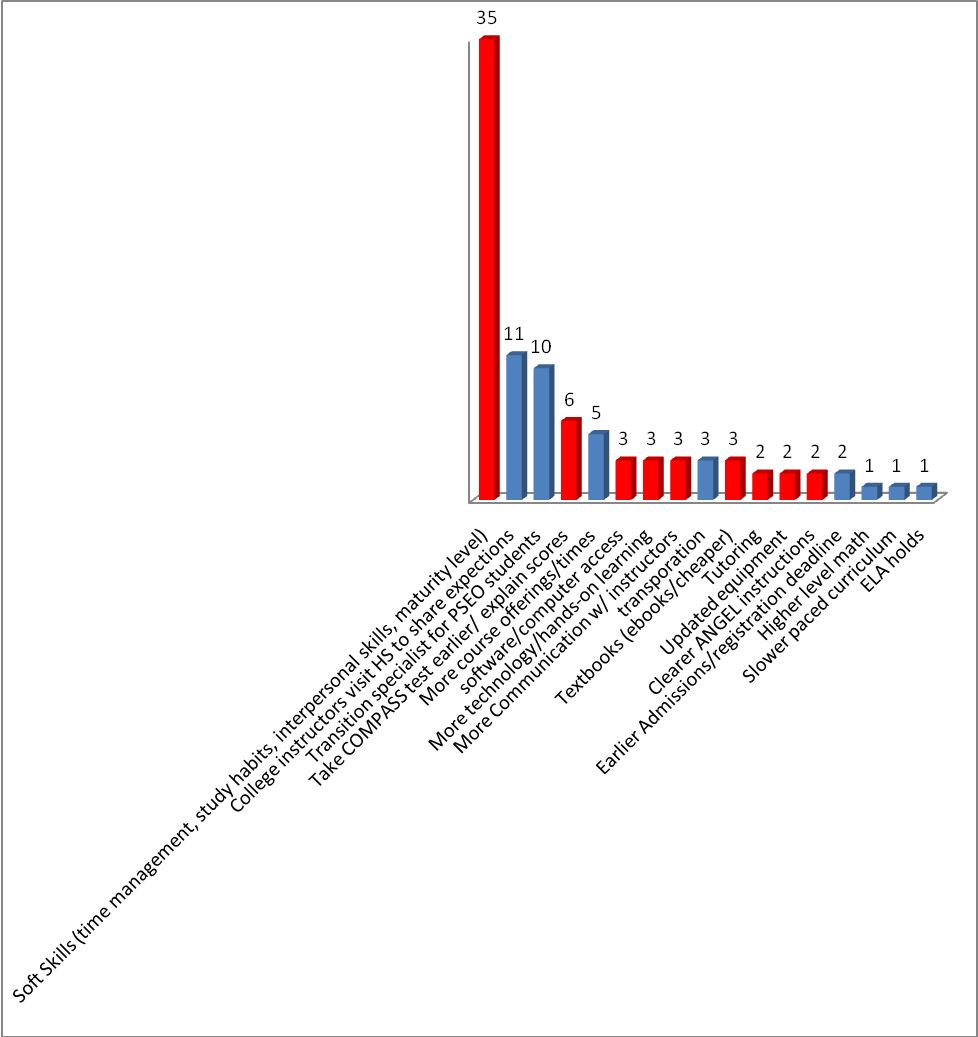 35
11
10
6
5
3
3
3
3
3
2
2
2
2
1
1
1
Soft Skills (time management, study habits, interpersonal skills, maturity level)
College instructors visit HS to share expections
Transition specialist for PSEO students
Take COMPASS test earlier/ explain scores
More course offerings/times
software/computer access
More technology/hands-on learning
More Communication w/ instructors
transporation
Textbooks (ebooks/cheaper)
Tutoring
Updated equipment
Clearer ANGEL instructions
Earlier Admissions/registration deadline
Higher level math
Slower paced curriculum
ELA holds